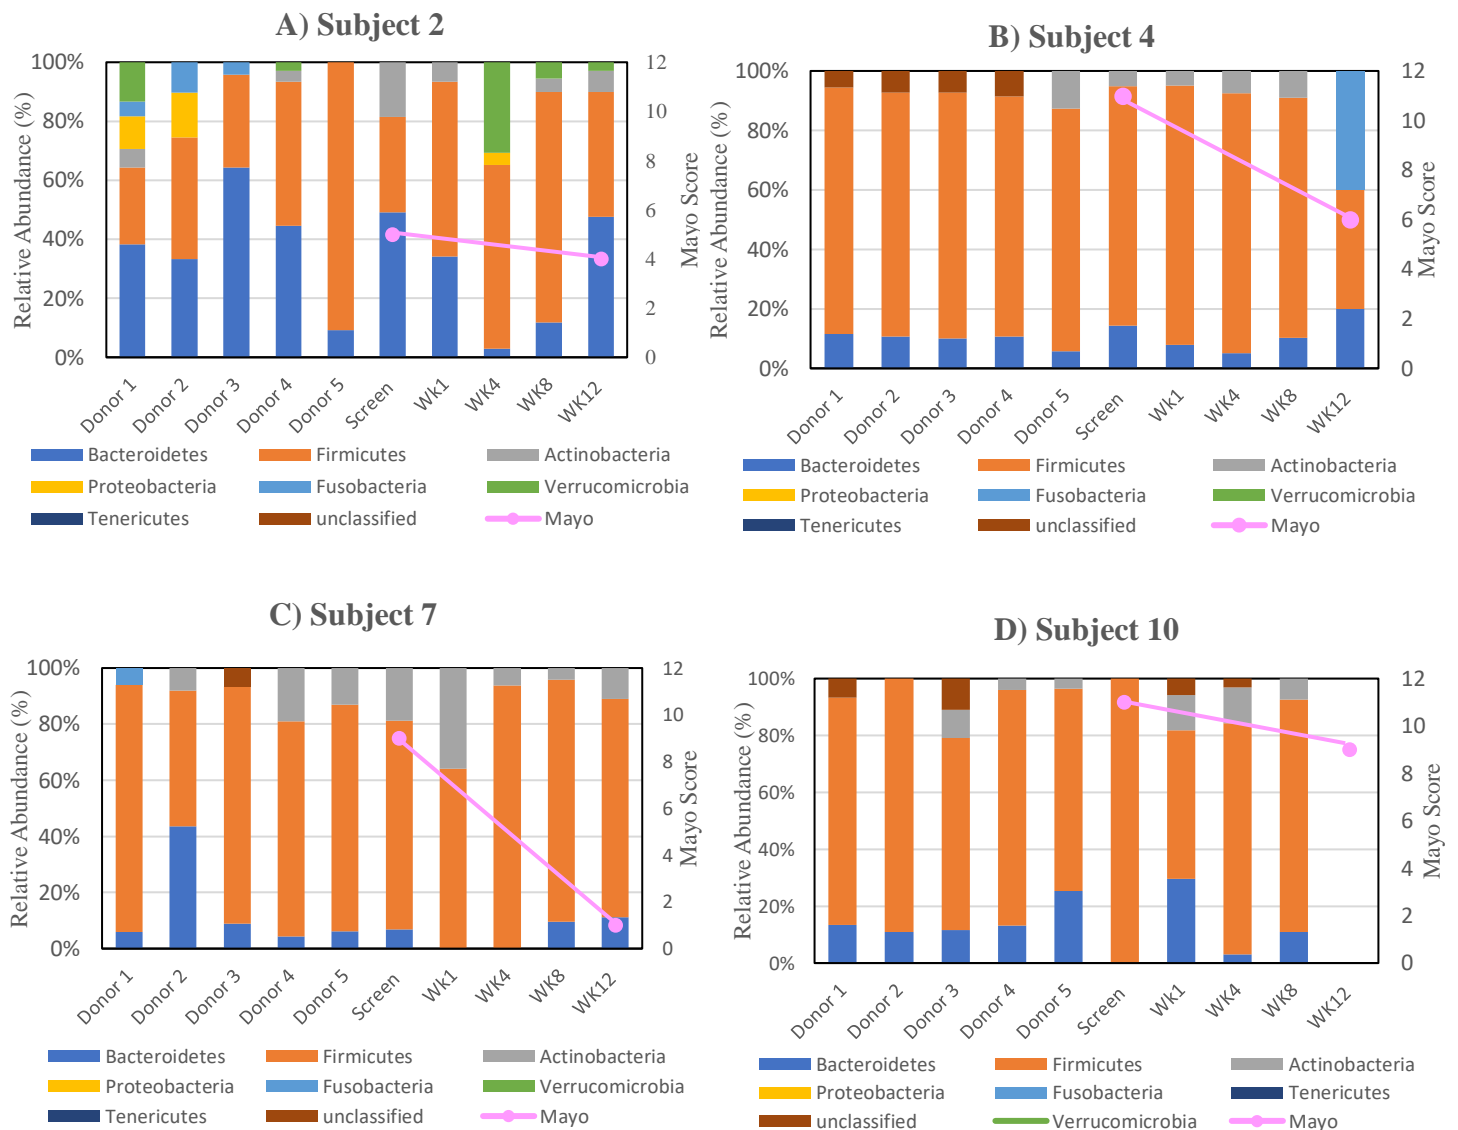 A) Subject 2
100%
80%
60%
40%
20%
0%
Relative Abundance (%)
12
10
8
6
4
2
0
Mayo Score
Donor 1
Donor 2
Donor 3
Donor 4
Donor 5
Screen
Wk1
WK4
WK8
WK12
Bacteroidetes Firmicutes Actinobacteria
Proteobacteria Fusobacteria Verrucomicrobia
Tenericutes unclassified Mayo
B) Subject 4
100%
80%
60%
40%
20%
0%
Relative Abundance (%)
12
10
8
6
4
2
0
Mayo Score
Donor 1
Donor 2
Donor 3
Donor 4
Donor 5
Screen
Wk1
WK4
WK8
WK12
Bacteroidetes Firmicutes Actinobacteria
Proteobacteria Fusobacteria Verrucomicrobia
Tenericutes unclassified Mayo
C) Subject 7
100%
80%
60%
40%
20%
0%
Relative Abundance (%)
12
10
8
6
4
2
0
Mayo Score
Donor 1
Donor 2
Donor 3
Donor 4
Donor 5
Screen
Wk1
WK4
WK8
WK12
Bacteroidetes Firmicutes Actinobacteria
Proteobacteria Fusobacteria Verrucomicrobia
Tenericutes unclassified Mayo
D) Subject 10
100%
80%
60%
40%
20%
0%
Relative Abundance (%)
12
10
8
6
4
2
0
Mayo Score
Donor 1
Donor 2
Donor 3
Donor 4
Donor 5
Screen
Wk1
WK4
WK8
WK12
Bacteroidetes Firmicutes Actinobacteria
Proteobacteria Fusobacteria Tenericutes
unclassified Verrucomicrobia Mayo